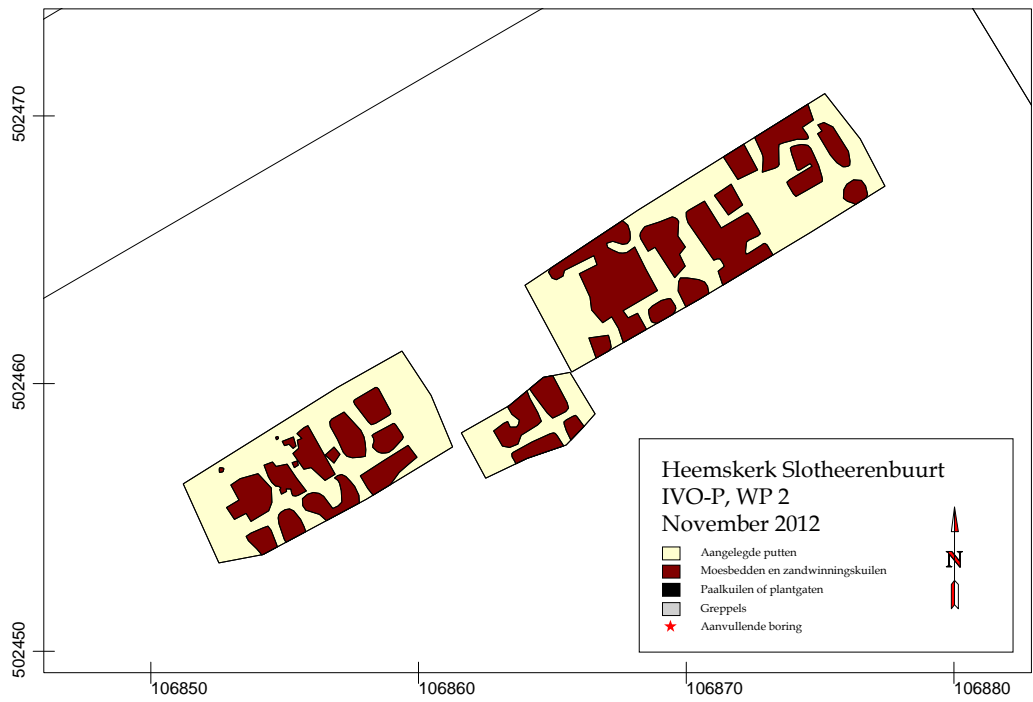 502470
502460
502450
Heemskerk Slotheerenbuurt
IVO-P, WP 2
November 2012
Aangelegde putten
Moesbedden en zandwinningskuilen
Paalkuilen of plantgaten
Greppels
Aanvullende boring
N
106850
106860
106870
106880